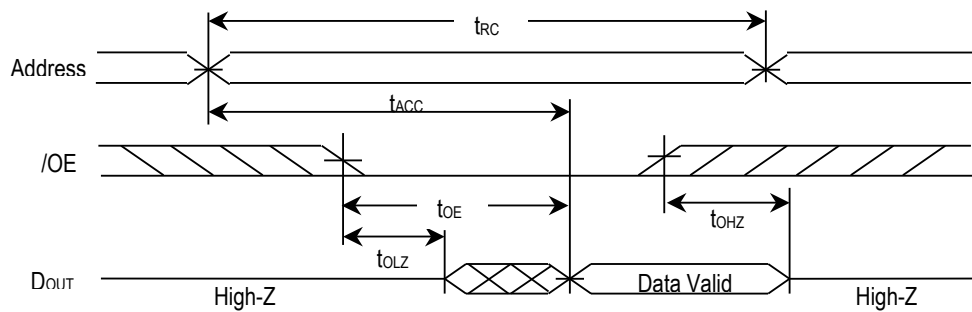 tRC
Address
tACC
/OE
tOE
tOHZ
tOLZ
DOUT
High-Z
Data Valid
High-Z